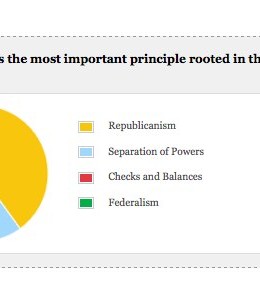 s the most important principle rooted in th
Republicanism
Separation of Powers
Checks and Balances
Federalism